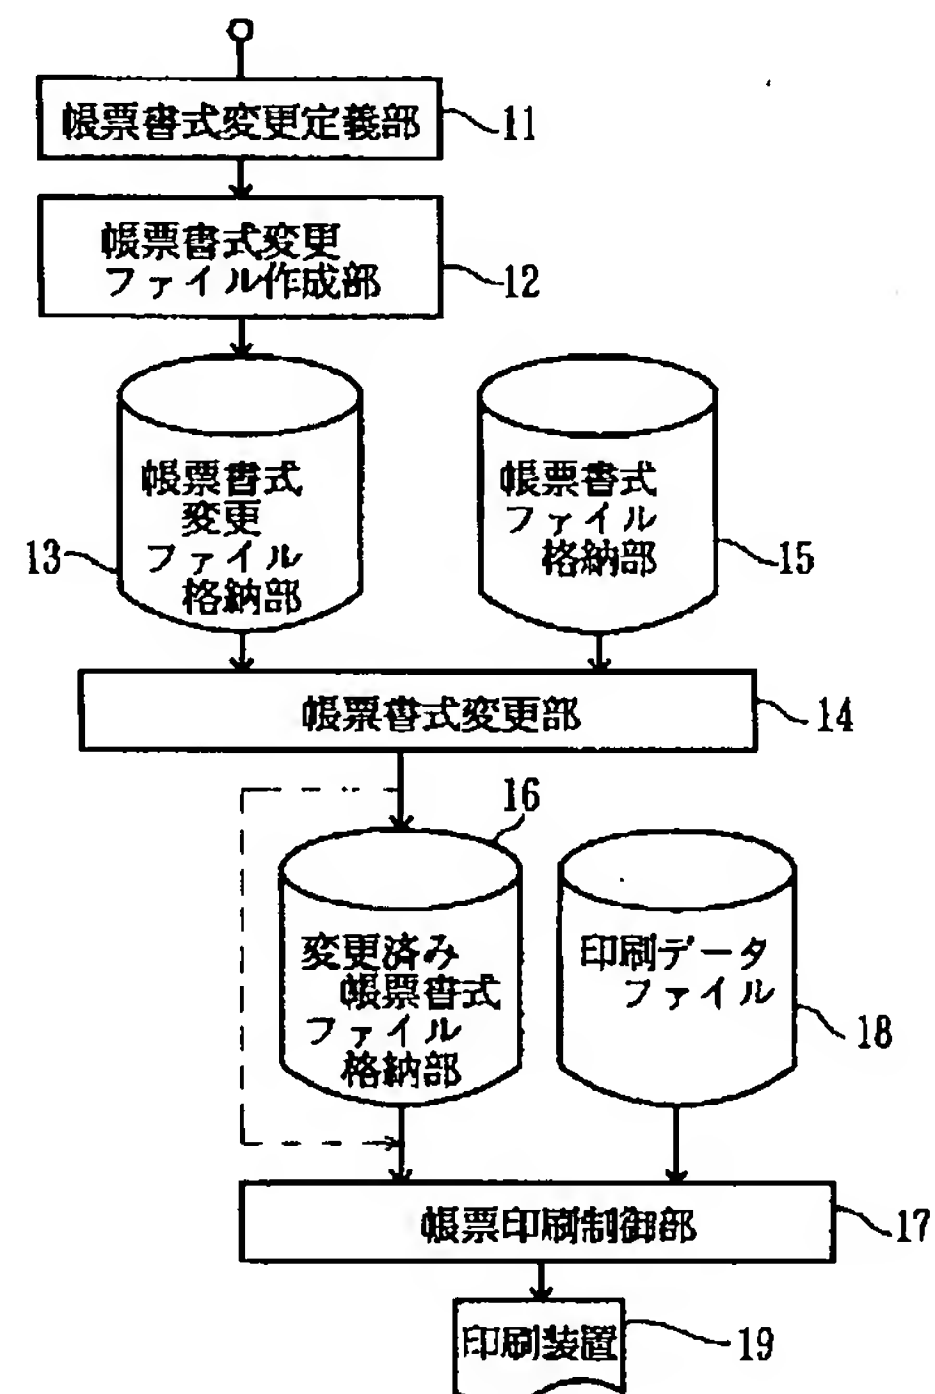 帳票書式変更定義部
11
帳票書式変更
ファイル作成部
12
帳票書式
変更
ファイル
格納部
13
帳票書式
ファイル
格納部
15
帳票書式変更部
14
16
変更済み
帳票書式
ファイル
格納部
印刷データ
ファイル
18
帳票印刷制御部
17
印刷装置
19